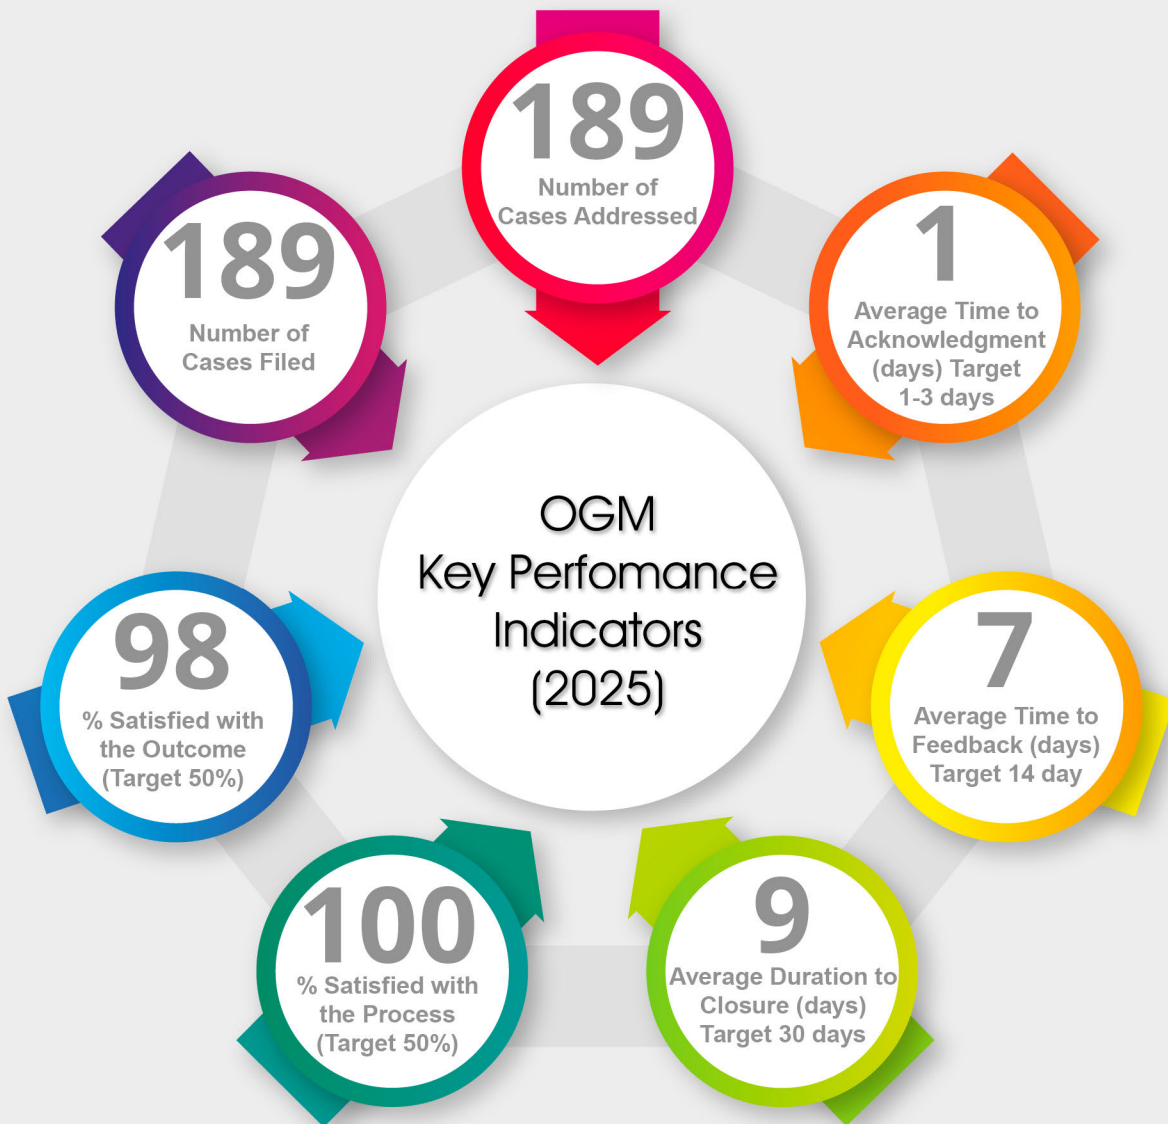 189
Number of
Cases Addressed
189
Number of
Cases Filed
1
Average Time to
Acknowledgment
(days) Target
1-3 days
OGM
Key Perfomance
Indicators
(2025)
98
% Satisfied with
the Outcome
(Target 50%)
7
Average Time to
Feedback (days)
Target 14 day
100
% Satisfied with
the Process
(Target 50%)
9
Average Duration to
Closure (days)
Target 30 days